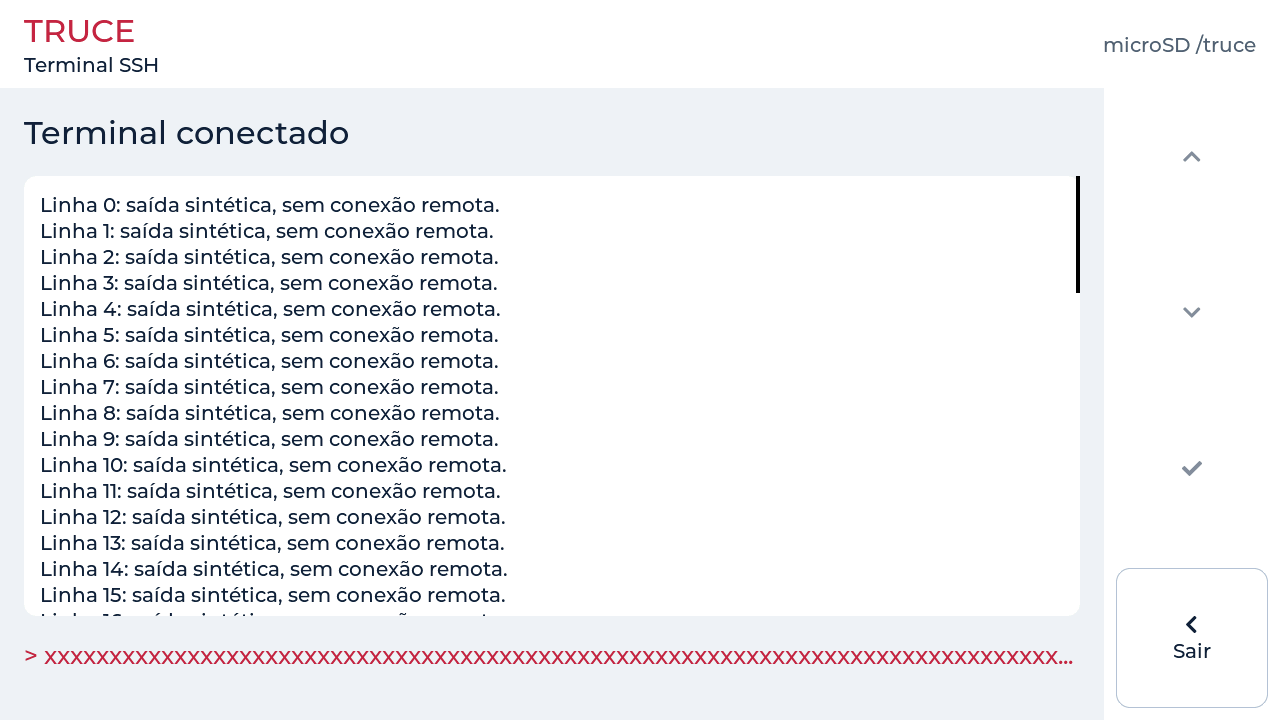 TRUCE
Terminal SSH
microSD /truce
Terminal conectado
Linha 0: saída sintética, sem conexão remota.
Linha 1: saída sintética, sem conexão remota.
Linha 2: saída sintética, sem conexão remota.
Linha 3: saída sintética, sem conexão remota.
Linha 4: saída sintética, sem conexão remota.
Linha 5: saída sintética, sem conexão remota.
Linha 6: saída sintética, sem conexão remota.
Linha 7: saída sintética, sem conexão remota.
Linha 8: saída sintética, sem conexão remota.
Linha 9: saída sintética, sem conexão remota.
Linha 10: saída sintética, sem conexão remota.
Linha 11: saída sintética, sem conexão remota.
Linha 12: saída sintética, sem conexão remota.
Linha 13: saída sintética, sem conexão remota.
Linha 14: saída sintética, sem conexão remota.
Linha 15: saída sintética, sem conexão remota.
> xxxxxxxxxxxxxxxxxxxxxxxxxxxxxxxxxxxxxxxxxxxxxxxxxxxxxxxxxxxxxxxxxxxxxxxxxxxxxx...
Sair